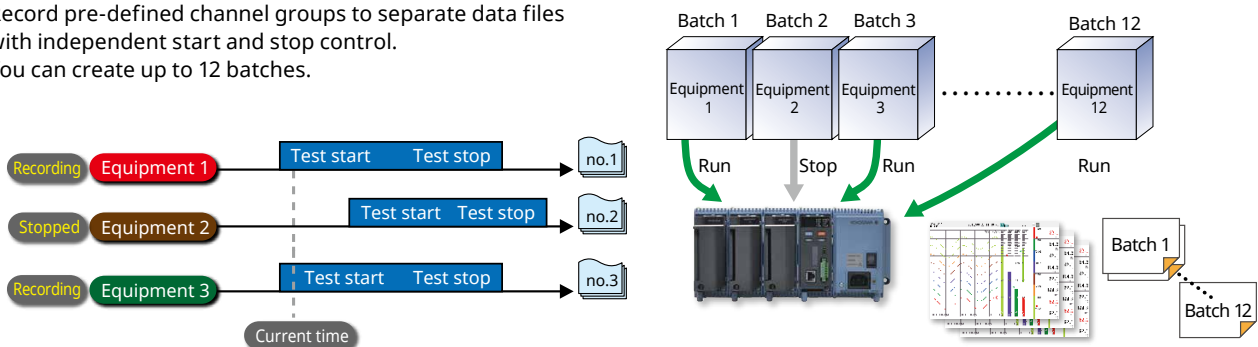 ecord pre-defined channel groups to separate data files
with independent start and stop control.
ou can create up to 12 batches.
Recording Equipment 1 Test start Test stop no.1
Stopped Equipment 2 Test start Test stop no.2
Recording Equipment 3 Test start Test stop no.3
Current time
Batch 1 Batch 2 Batch 3 Batch 12
Equipment 1
Equipment 2
Equipment 3
Equipment 12
Run Stop Run Run
Batch 1
Batch 12